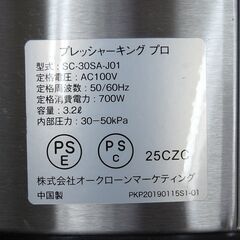 プレッシャーキング プロ
型式：SC-30SA-J01
定格電圧：AC100V
定格周波数：50/60Hz
定格消費電力：700W
容量：3.2ℓ
内部圧力：30－50kPa
PS E
PS C
25CZC
株式会社オークローンマーケティング
中国製
PKP20190115S1-01